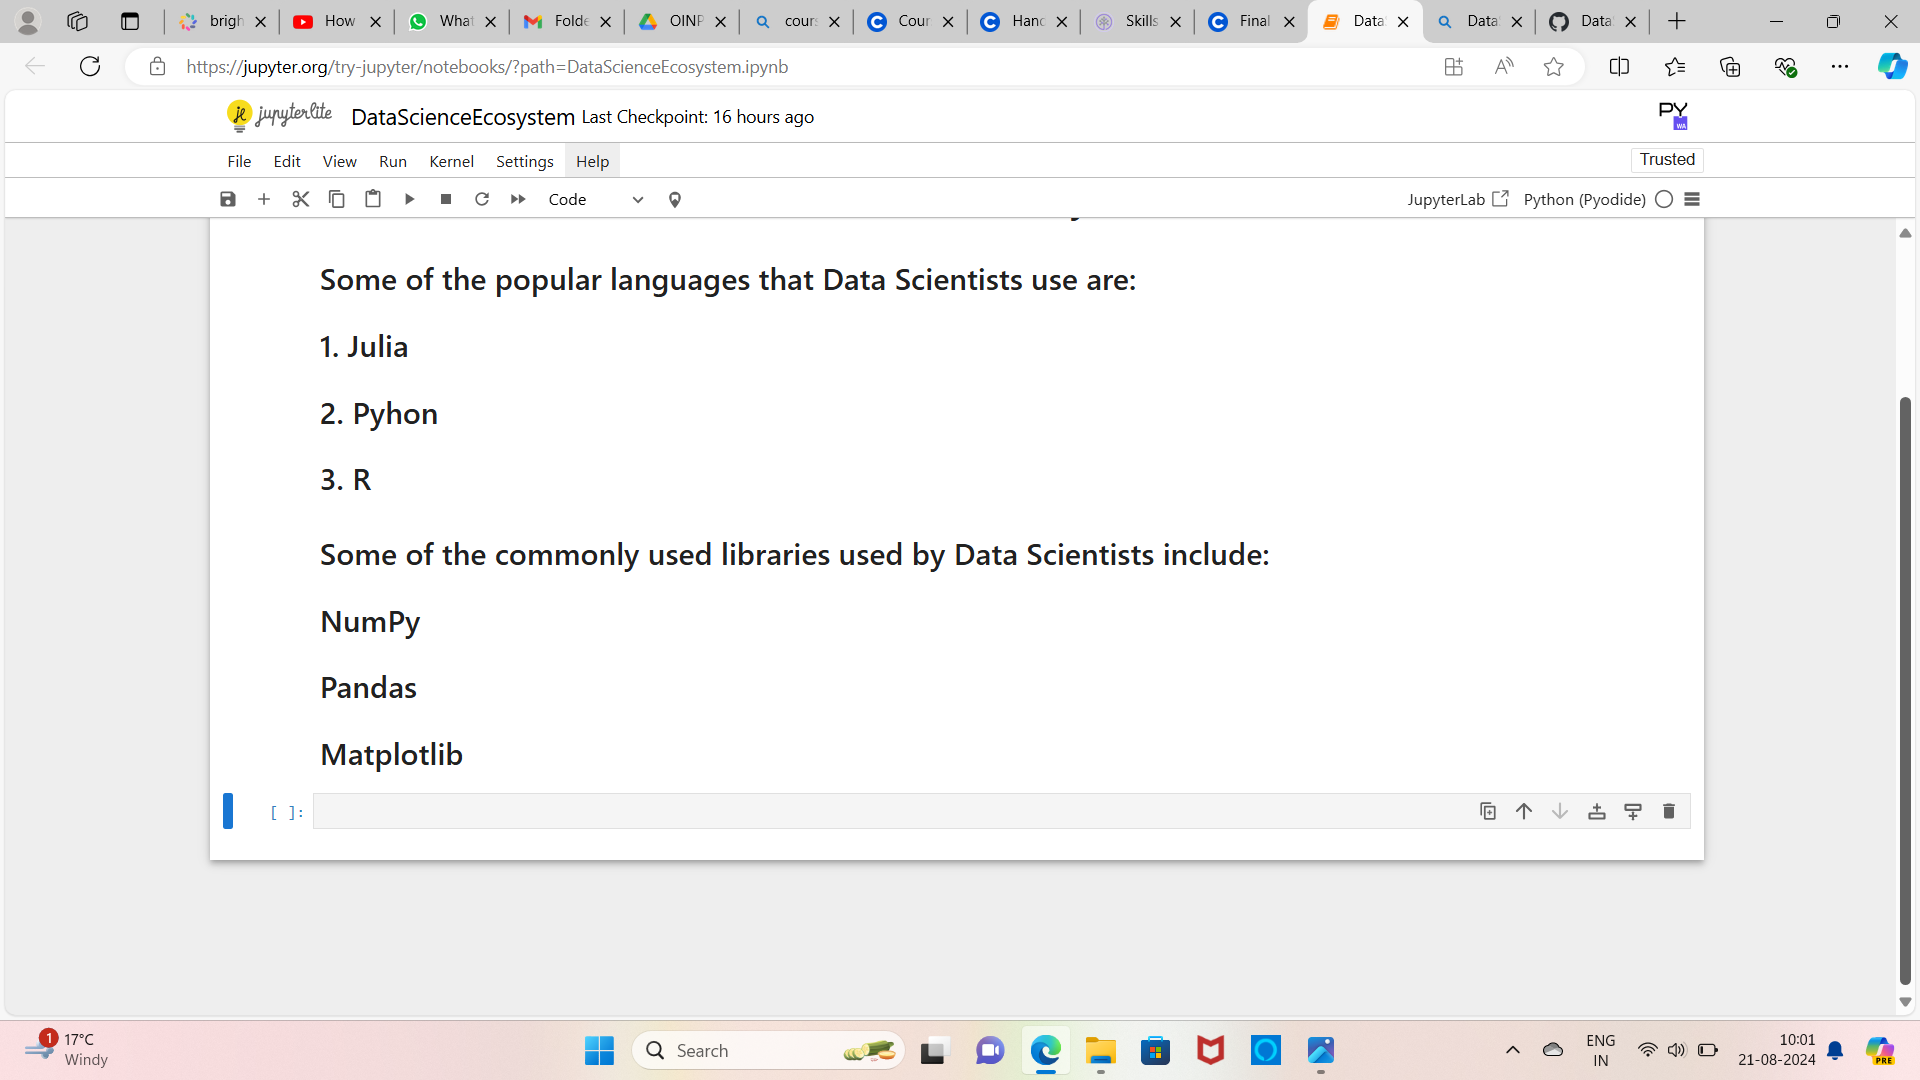 brigh
How
What
Folde
OINP
cours
Cour
Hanc
Skills
Final
Data
Data
Data
https://jupyter.org/try-jupyter/notebooks/?path=DataScienceEcosystem.ipynb
jupyterlite DataScienceEcosystem Last Checkpoint: 16 hours ago
PY
WA
File Edit View Run Kernel Settings Help
Trusted
Code
JupyterLab Python (Pyodide)
Some of the popular languages that Data Scientists use are:
1. Julia
2. Pyhon
3. R
Some of the commonly used libraries used by Data Scientists include:
NumPy
Pandas
Matplotlib
[ ]:
1
17°C
Windy
Search
PRE
ENG
IN
10:01
21-08-2024